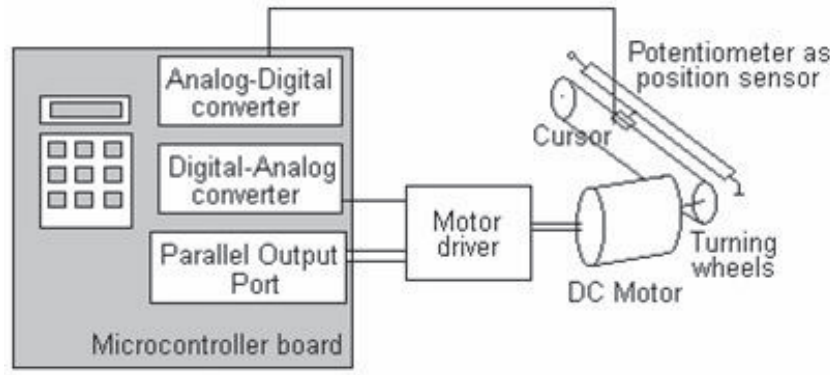 Analog-Digital
converter
Digital-Analog
converter
Parallel Output
Port
Microcontroller board
Motor
driver
Potentiometer as
position sensor
Cursor
DC Motor
Turning
wheels